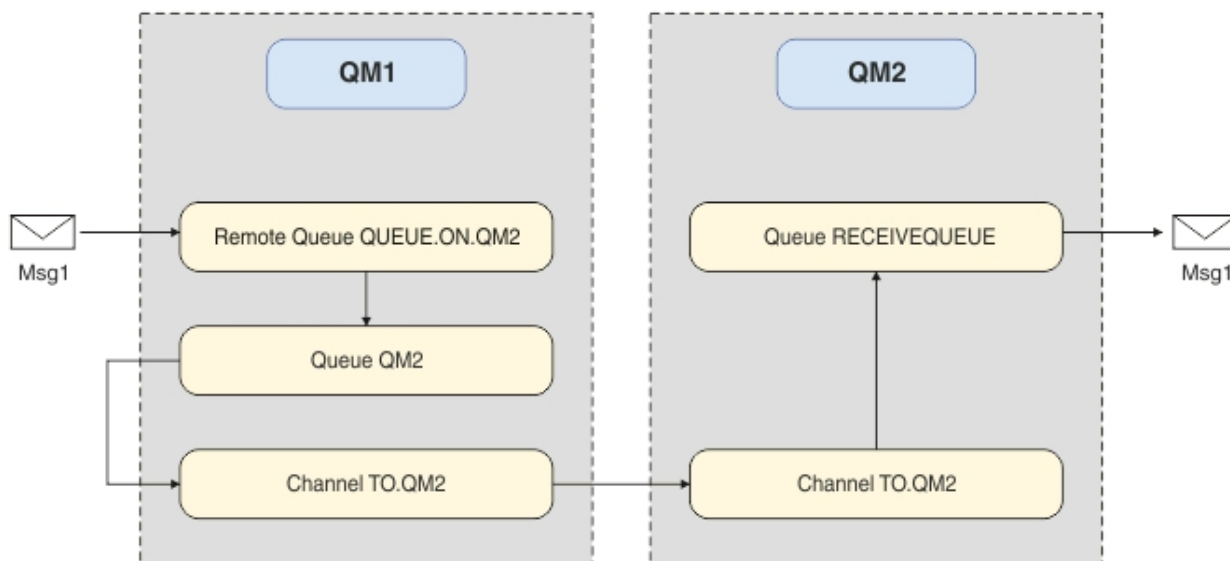 QM1
QM2
Remote Queue QUEUE.ON.QM2
Queue RECEIVEQUEUE
Msg1
Msg1
Queue QM2
Channel TO.QM2
Channel TO.QM2